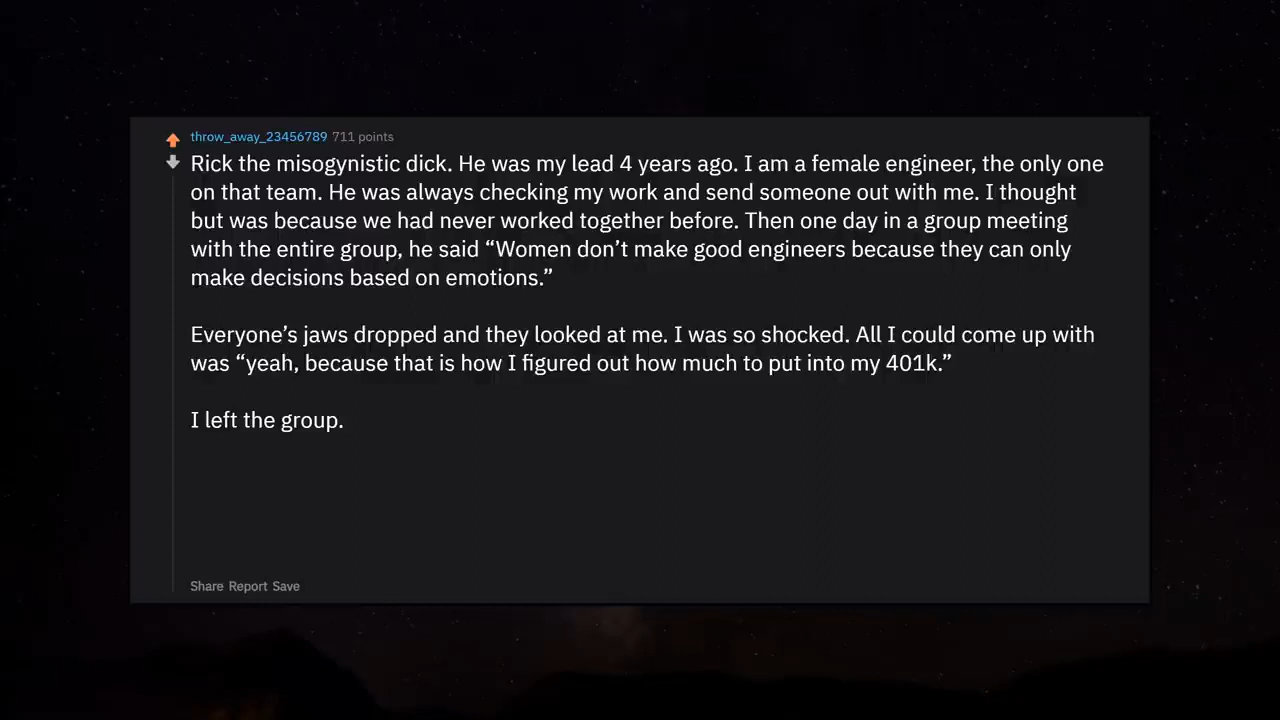 throw_away_23456789 711 points
Rick the misogynistic dick. He was my lead 4 years ago. I am a female engineer, the only one
on that team. He was always checking my work and send someone out with me. I thought
but was because we had never worked together before. Then one day in a group meeting
with the entire group, he said “Women don’t make good engineers because they can only
make decisions based on emotions.”
Everyone’s jaws dropped and they looked at me. I was so shocked. All I could come up with
was “yeah, because that is how I figured out how much to put into my 401k.”
I left the group.
Share Report Save